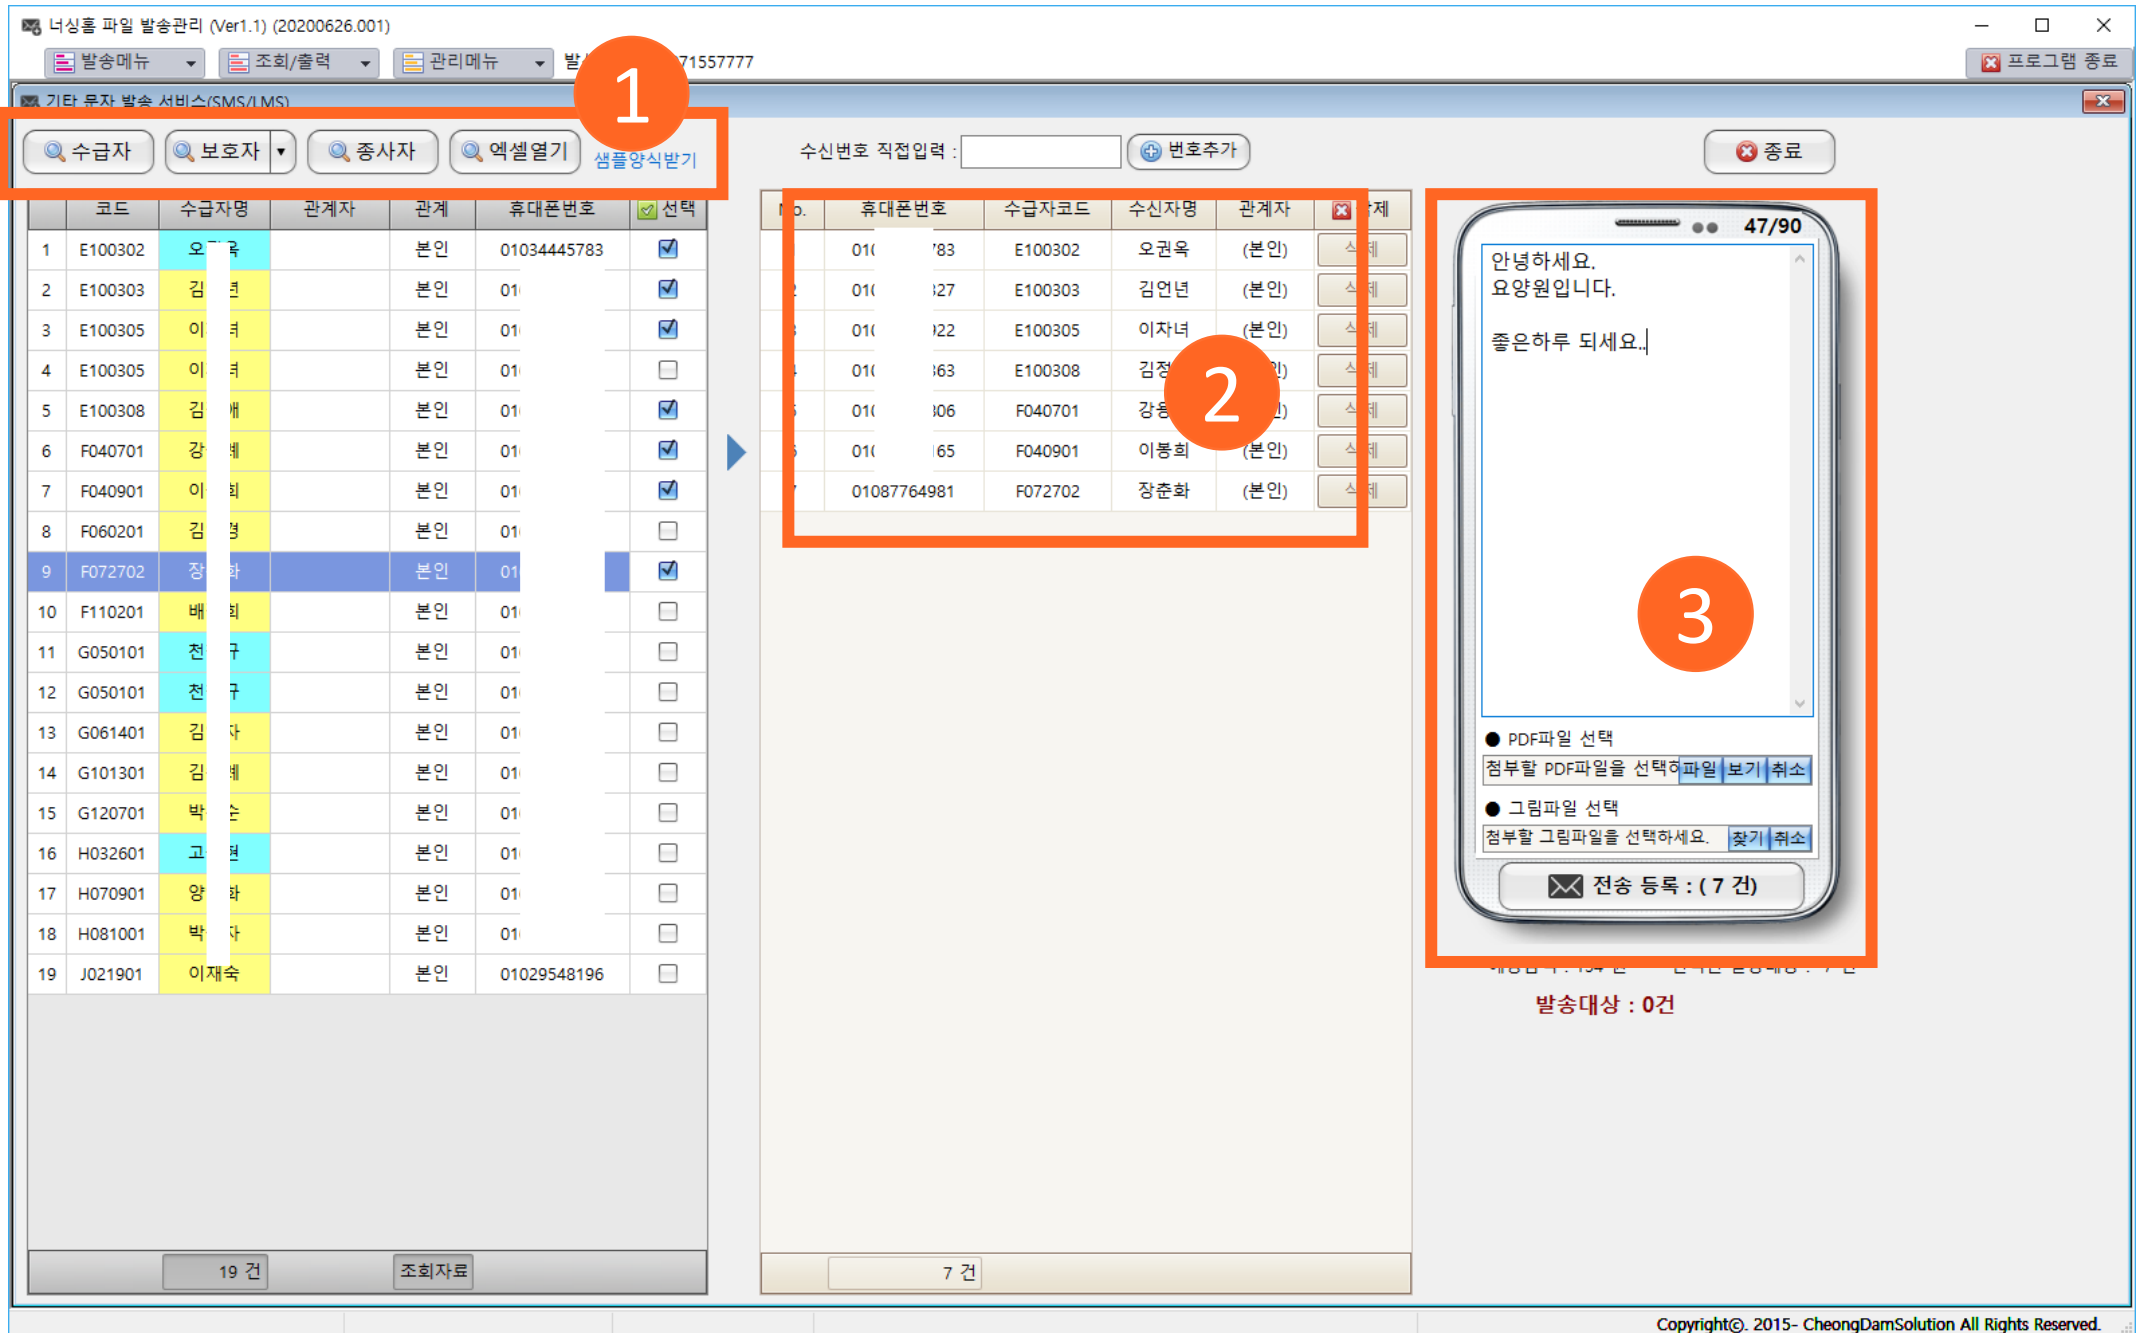 너싱홈 파일 발송관리 (Ver1.1) (20200626.001)
발송메뉴 조회/출력 관리메뉴 71557777 프로그램 종료
기타 문자 발송 서비스(SMS/LMS)
1
수급자 보호자 종사자 엑셀열기 샘플양식받기 수신번호 직접입력 : 번호추가 종료
코드 수급자명 관계자 관계 휴대폰번호 선택
1 E100302 본인 01034445783
2 E100303 본인
3 E100305 본인
4 E100305 본인
5 E100308 본인
6 F040701 본인
7 F040901 본인
8 F060201 본인
9 F072702 본인
10 F110201 본인
11 G050101 본인
12 G050101 본인
13 G061401 본인
14 G101301 본인
15 G120701 본인
16 H032601 본인
17 H070901 본인
18 H081001 본인
19 J021901 이재숙 본인 01029548196
19 건 조회자료
휴대폰번호 수급자코드 수신자명 관계자
E100302 오권옥 (본인)
E100303 김언년 (본인)
E100305 이차녀 (본인)
E100308
F040701
F040901 이봉희 (본인)
01087764981 F072702 장춘화 (본인)
2
7 건
47/90
안녕하세요.
요양원입니다.
좋은하루 되세요..
3
● PDF파일 선택
첨부할 PDF파일을 파일 보기 취소
● 그림파일 선택
첨부할 그림파일을 선택하세요. 찾기 취소
전송 등록 : ( 7 건)
발송대상 : 0건
Copyright©. 2015- CheongDamSolution All Rights Reserved.